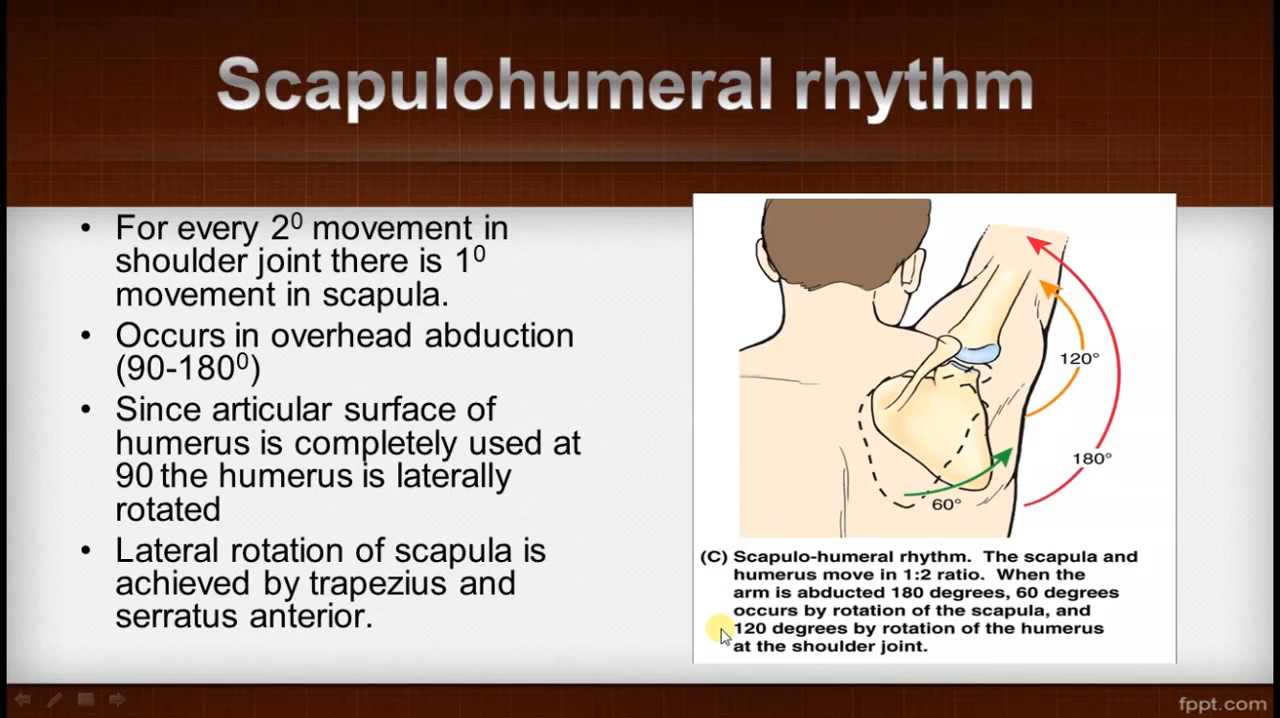 Scapulohumeral rhythm
• For every 2⁰ movement in
shoulder joint there is 1⁰
movement in scapula.
• Occurs in overhead abduction
(90-180⁰)
• Since articular surface of
humerus is completely used at
90 the humerus is laterally
rotated
• Lateral rotation of scapula is
achieved by trapezius and
serratus anterior.
120°
180°
60°
(C) Scapulo-humeral rhythm. The scapula and
humerus move in 1:2 ratio. When the
arm is abducted 180 degrees, 60 degrees
occurs by rotation of the scapula, and
120 degrees by rotation of the humerus
at the shoulder joint.
fppt.com